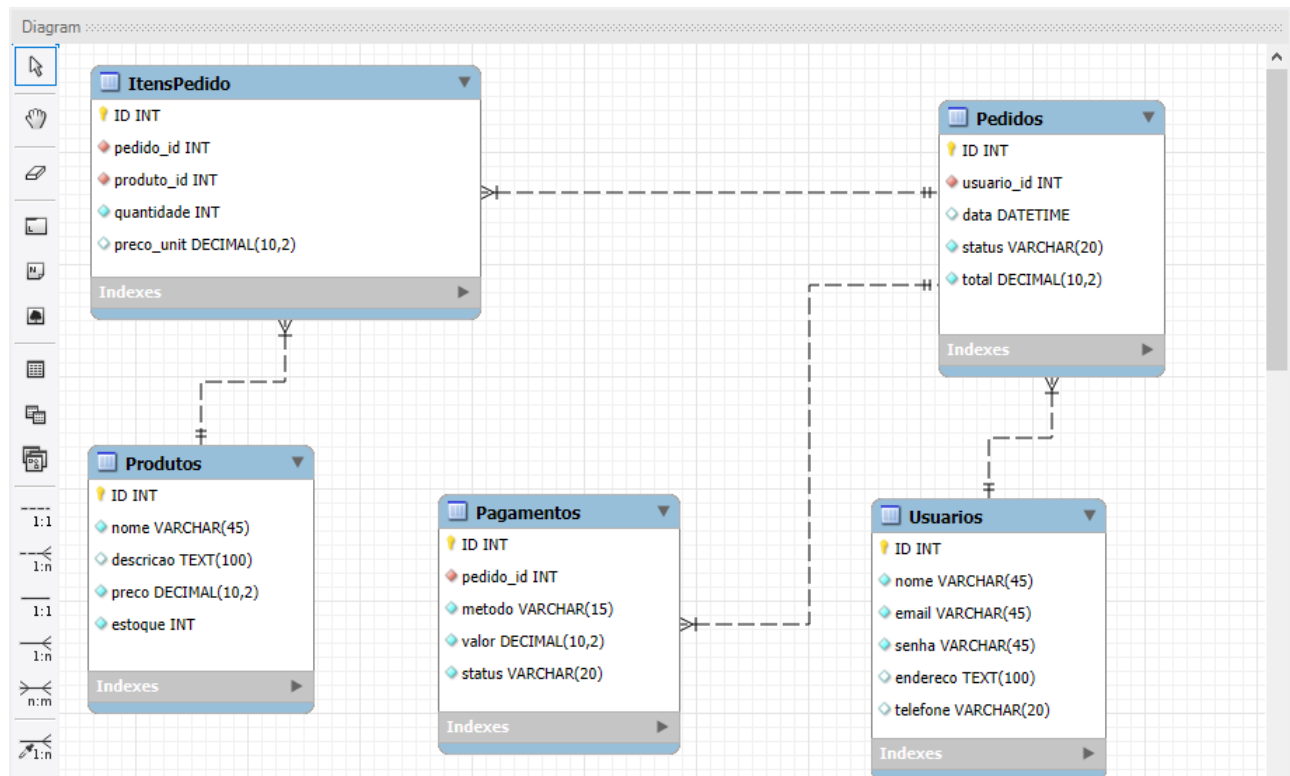 Diagram
ItensPedido
ID INT
pedido_id INT
produto_id INT
quantidade INT
preco_unit DECIMAL(10,2)
Indexes
Pedidos
ID INT
usuario_id INT
data DATETIME
status VARCHAR(20)
total DECIMAL(10,2)
Indexes
Produtos
ID INT
nome VARCHAR(45)
descricao TEXT(100)
preco DECIMAL(10,2)
estoque INT
Indexes
Pagamentos
ID INT
pedido_id INT
metodo VARCHAR(15)
valor DECIMAL(10,2)
status VARCHAR(20)
Indexes
Usuarios
ID INT
nome VARCHAR(45)
email VARCHAR(45)
senha VARCHAR(45)
endereco TEXT(100)
telefone VARCHAR(20)
Indexes
1:1
1:n
1:1
1:n
n:m
1:n